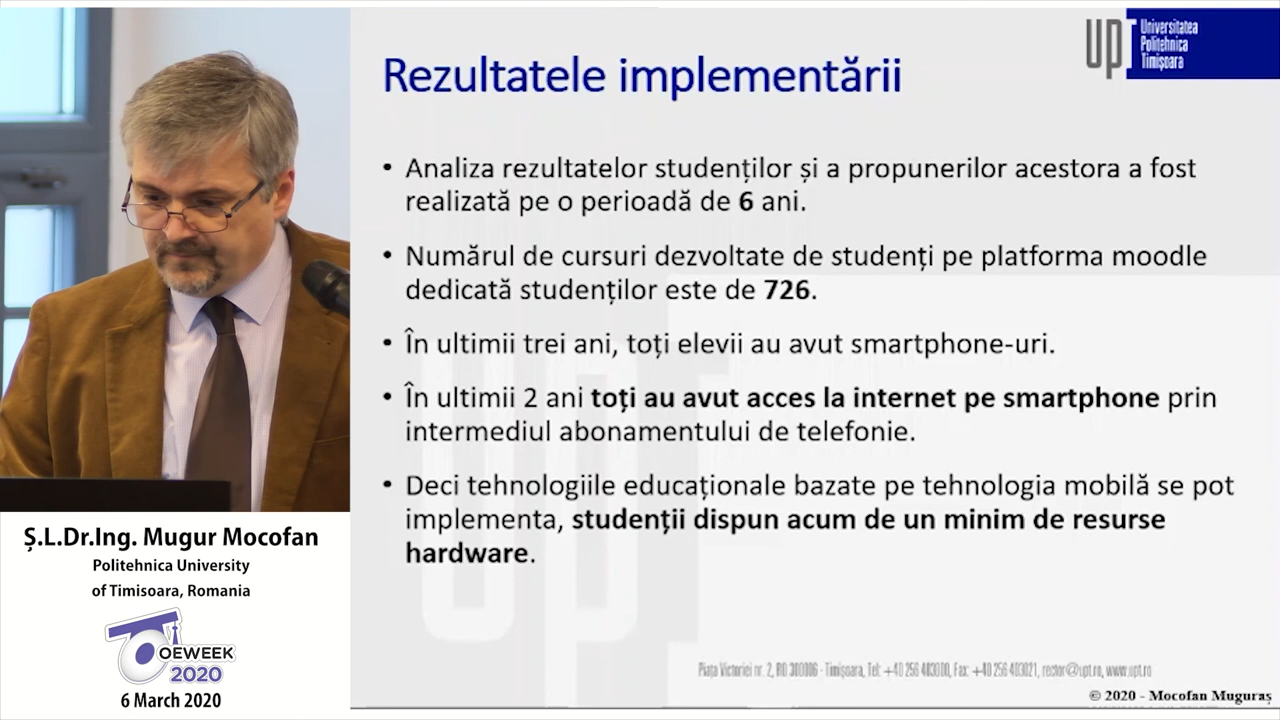 UPT Universitatea
Politehnica
Timișoara
Rezultatele implementării
• Analiza rezultatelor studenților și a propunerilor acestora a fost
realizată pe o perioadă de 6 ani.
• Numărul de cursuri dezvoltate de studenți pe platforma moodle
dedicată studenților este de 726.
• În ultimii trei ani, toți elevii au avut smartphone-uri.
• În ultimii 2 ani toți au avut acces la internet pe smartphone prin
intermediul abonamentului de telefonie.
• Deci tehnologiile educaționale bazate pe tehnologia mobilă se pot
implementa, studenții dispun acum de un minim de resurse
hardware.
Piața Victoriei nr. 2, RO 300006 - Timișoara, Tel: +40 256 403000, Fax: +40 256 403021, rector@upt.ro, www.upt.ro
© 2020 - Mocofan Muguraș
Ș.L.Dr.Ing. Mugur Mocofan
Politehnica University
of Timisoara, Romania
OEWEEK
2020
6 March 2020